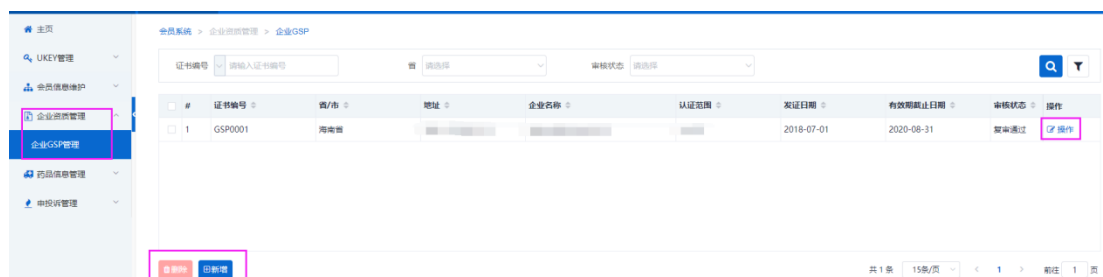 主页
会员系统 > 企业资质管理 > 企业GSP
UKEY管理
证书编号 请输入证书编号 省 请选择 审核状态 请选择
会员信息维护
# 证书编号 省/市 地址 企业名称 认证范围 发证日期 有效期截止日期 审核状态 操作
企业资质管理
1 GSP0001 海南省 2018-07-01 2020-08-31 复审通过 操作
企业GSP管理
药品信息管理
申投诉管理
删除 新增 共1条 15条/页 < 1 > 前往 1 页